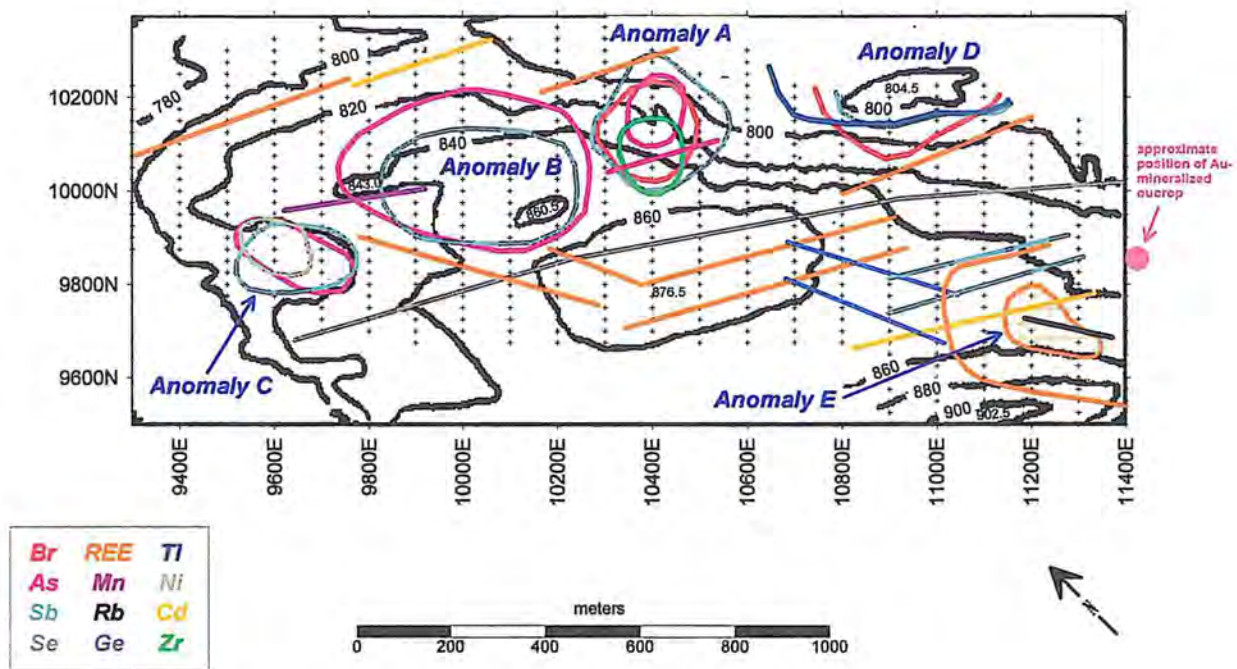 Anomaly A
Anomaly D
800
780
820
804.5
800
800
10200N
840
Anomaly B
843.0
860.5
10000N
860
approximate
position of Au-
mineralized
oucrop
9800N
876.5
9600N
Anomaly C
860
Anomaly E
880
900
902.5
9400E
9600E
9800E
10000E
10200E
10400E
10600E
10800E
11000E
11200E
11400E
Br REE Tl
As Mn Ni
Sb Rb Cd
Se Ge Zr
meters
0 200 400 600 800 1000
N